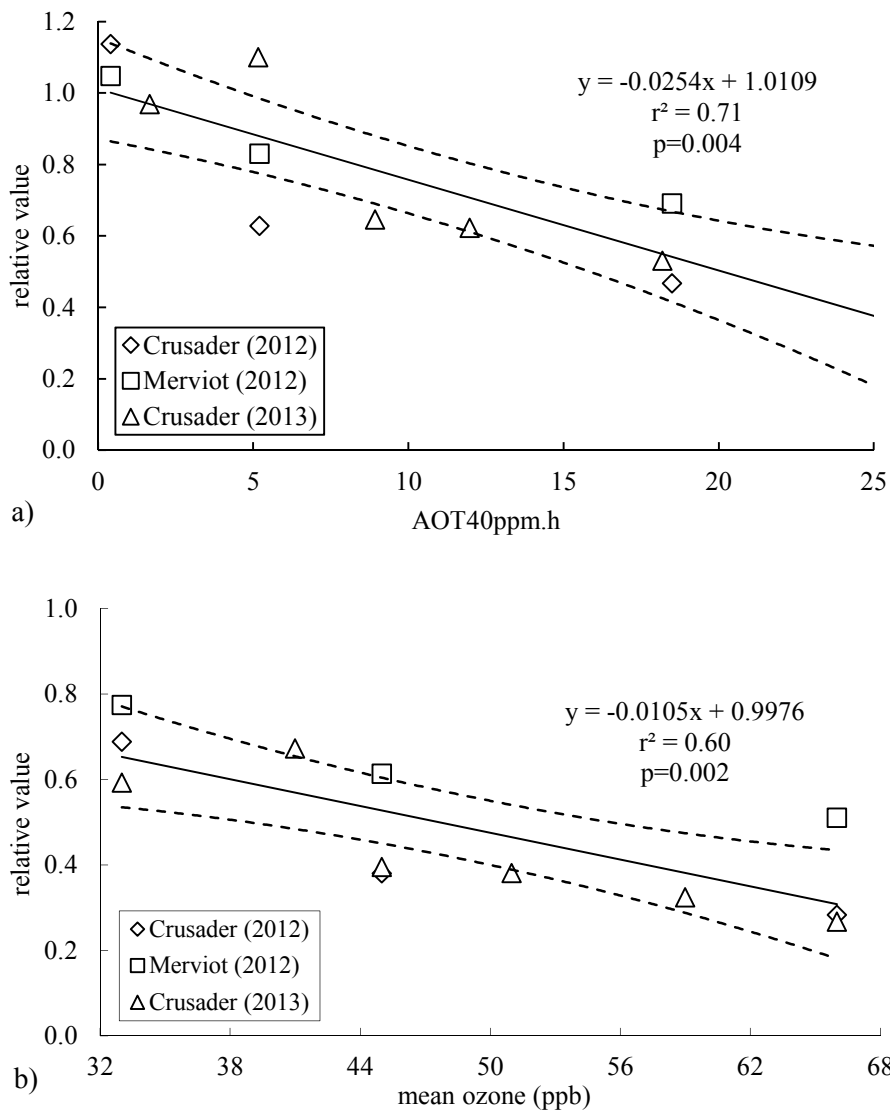 1.2
1.0
0.8
0.6
0.4
0.2
0.0
relative value
y = -0.0254x + 1.0109
r² = 0.71
p=0.004
Crusader (2012)
Merviot (2012)
Crusader (2013)
0 5 10 15 20 25
a)
AOT40ppm.h
1.0
0.8
0.6
0.4
0.2
0.0
relative value
y = -0.0105x + 0.9976
r² = 0.60
p=0.002
Crusader (2012)
Merviot (2012)
Crusader (2013)
32 38 44 50 56 62 68
b)
mean ozone (ppb)